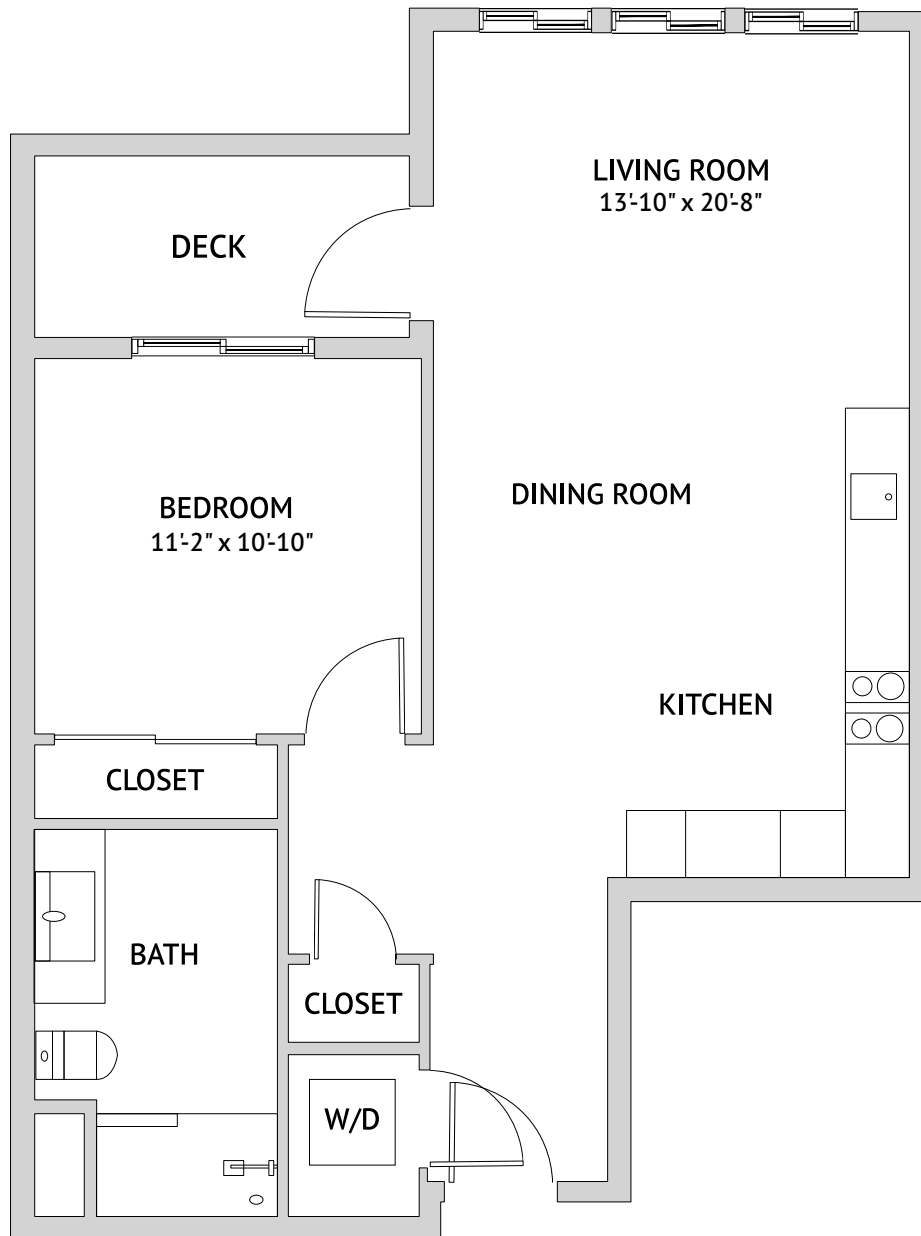 LIVING ROOM
13'-10" x 20'-8"
DECK
DINING ROOM
BEDROOM
11'-2" x 10'-10"
KITCHEN
CLOSET
BATH
CLOSET
W/D